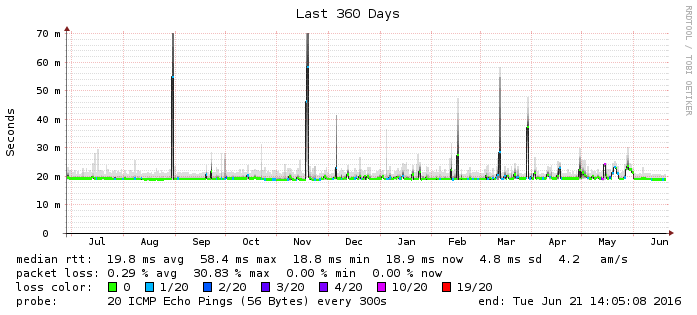 Last 360 Days
RRDTOOL / TOBI OETIKER
Seconds
70 m
60 m
50 m
40 m
30 m
20 m
10 m
0
Jul Aug Sep Oct Nov Dec Jan Feb Mar Apr May Jun
median rtt: 19.8 ms avg 58.4 ms max 18.8 ms min 18.9 ms now 4.8 ms sd 4.2 am/s
packet loss: 0.29 % avg 30.83 % max 0.00 % min 0.00 % now
loss color: 0 1/20 2/20 3/20 4/20 10/20 19/20
probe: 20 ICMP Echo Pings (56 Bytes) every 300s end: Tue Jun 21 14:05:08 2016